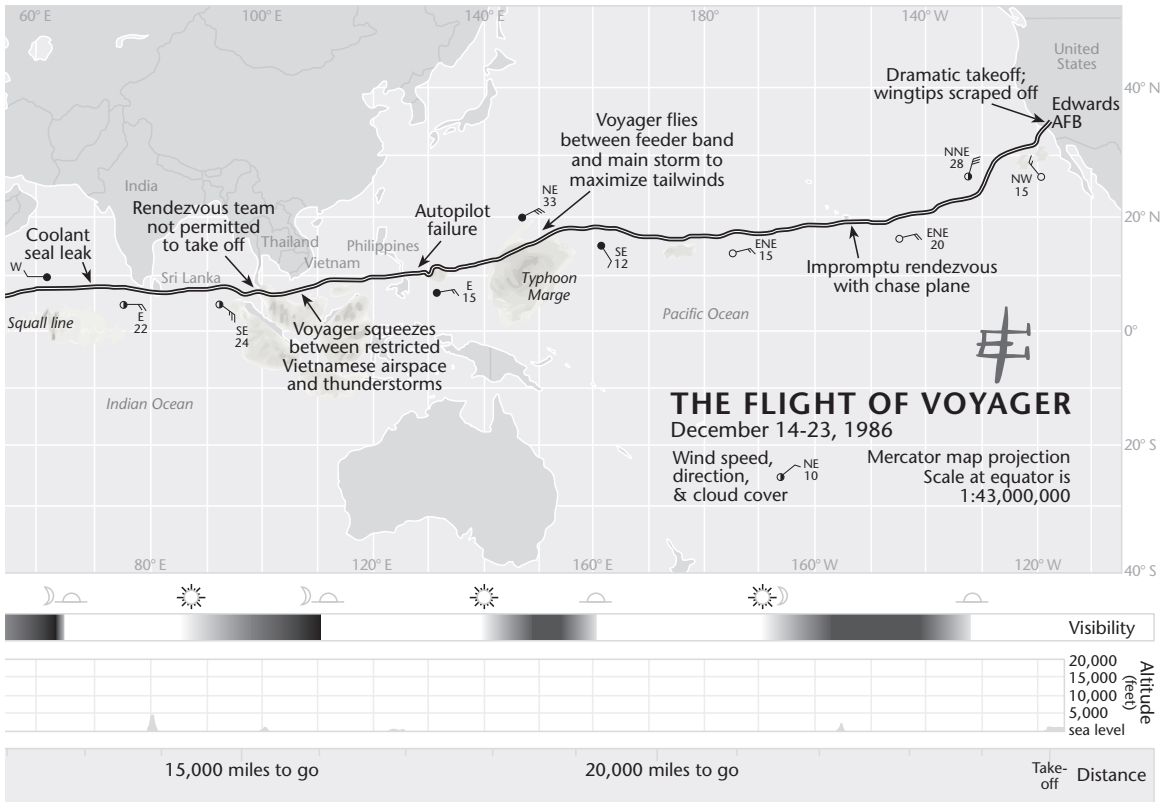 60° E
100° E
140° E
180°
140° W
United
States
Dramatic takeoff;
wingtips scraped off
40° N
Edwards
AFB
Voyager flies
between feeder band
and main storm to
maximize tailwinds
NNE
28
NW
15
India
NE
33
Rendezvous team
not permitted
to take off
Autopilot
failure
20° N
Coolant
seal leak
Thailand
Philippines
Vietnam
ENE
20
ENE
15
SE
12
W
Sri Lanka
Typhoon
Marge
Impromptu rendezvous
with chase plane
E
15
Squall line
E
22
SE
24
Pacific Ocean
0°
Voyager squeezes
between restricted
Vietnamese airspace
and thunderstorms
Indian Ocean
THE FLIGHT OF VOYAGER
December 14-23, 1986
20° S
Wind speed,
direction,
& cloud cover
NE
10
Mercator map projection
Scale at equator is
1:43,000,000
80° E
120° E
160° E
160° W
120° W
40° S
Visibility
20,000
15,000
10,000
5,000
sea level
Altitude
(feet)
15,000 miles to go
20,000 miles to go
Take-
off
Distance